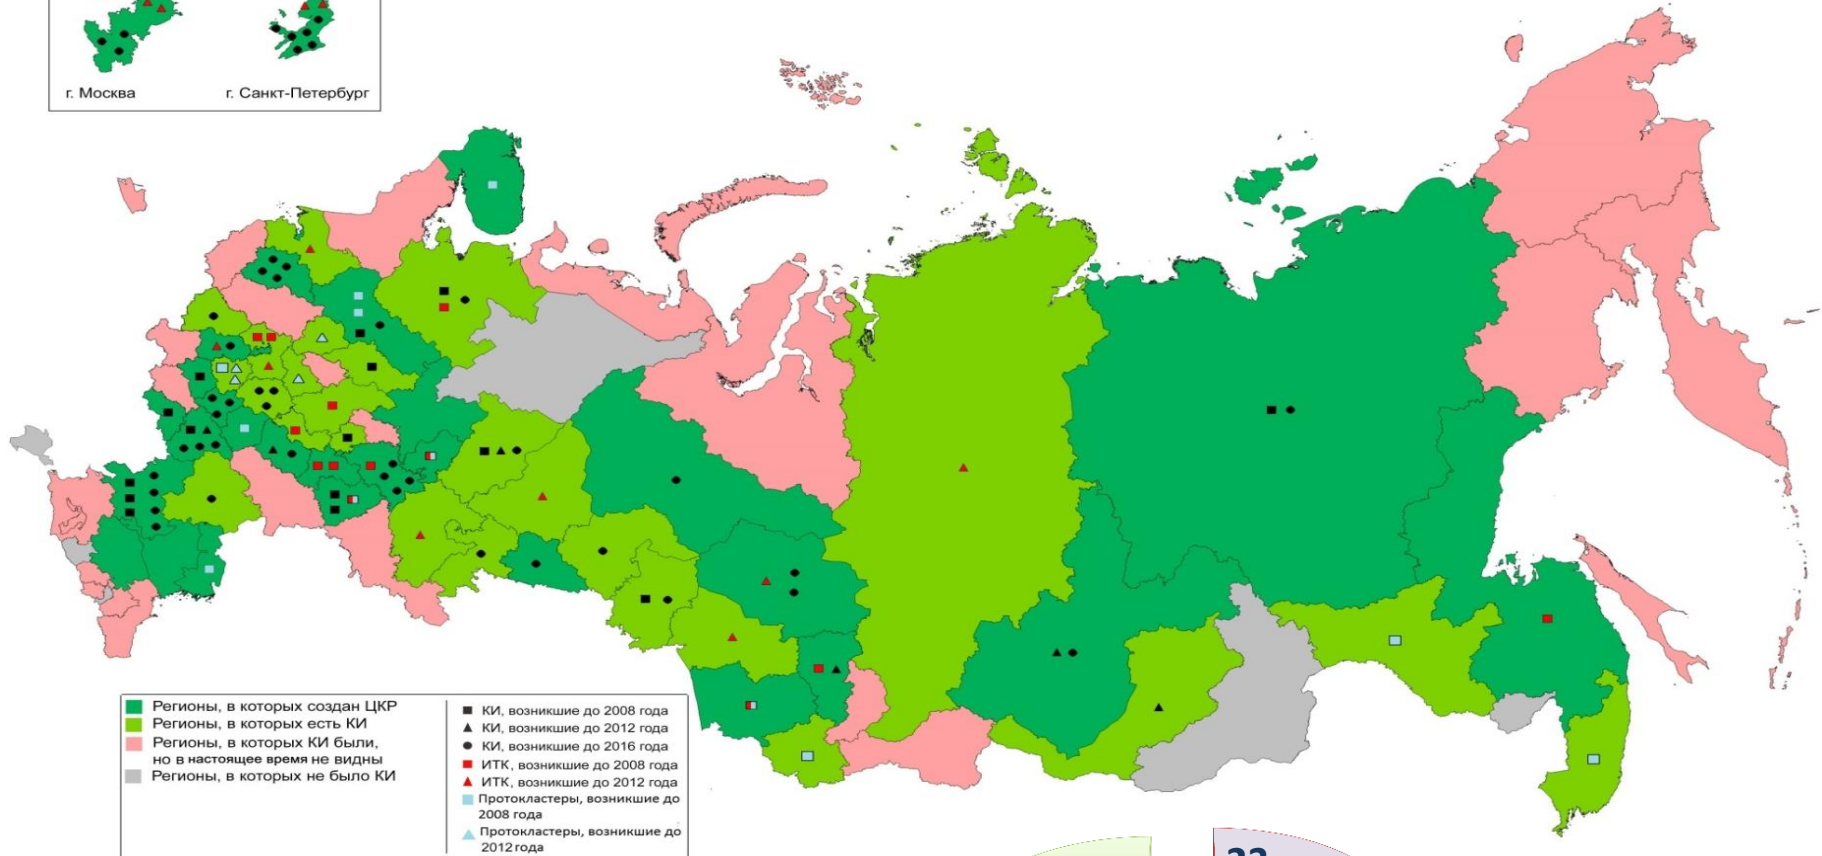 г. Москва
г. Санкт-Петербург
Регионы, в которых создан ЦКР
Регионы, в которых есть КИ
Регионы, в которых КИ были,
но в настоящее время не видны
Регионы, в которых не было КИ
КИ, возникшие до 2008 года
КИ, возникшие до 2012 года
КИ, возникшие до 2016 года
ИТК, возникшие до 2008 года
ИТК, возникшие до 2012 года
Протокластеры, возникшие до
2008 года
Протокластеры, возникшие до
2012 года